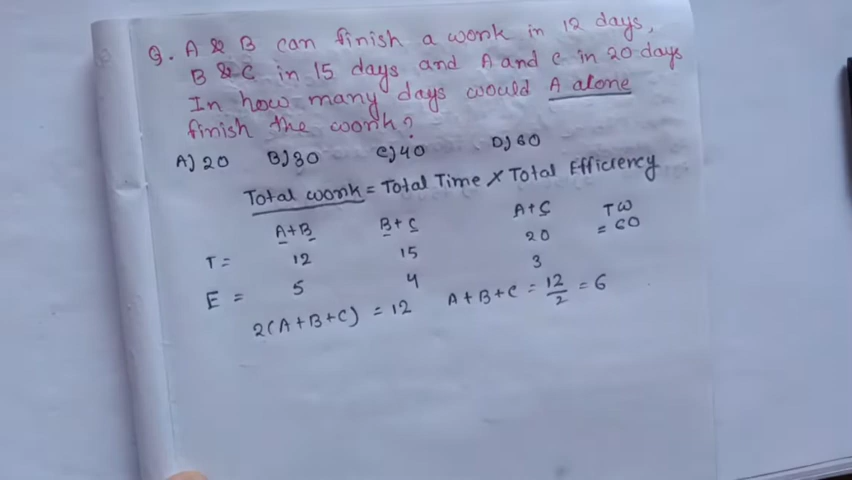 Q. A & B can finish a work in 12 days,
B & C in 15 days and A and C in 20 days
In how many days would A alone
finish the work?
A) 20 B) 30 C) 40 D) 60
Total work = Total Time × Total Efficiency
A+B B+C A+C TW
T = 12 15 20 = 60
E = 5 4 3
2(A+B+C) = 12 A+B+C = 12/2 = 6